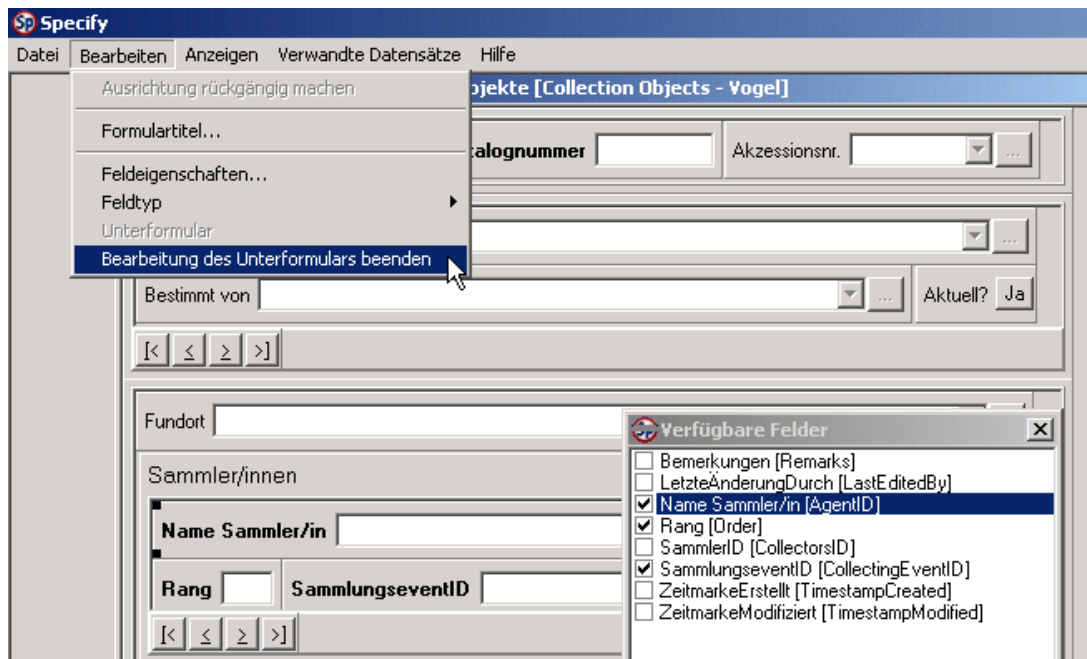 Specify
Datei Bearbeiten Anzeigen Verwandte Datensätze Hilfe
Ausrichtung rückgängig machen
Formulartitel...
Feldeigenschaften...
Feldtyp
Unterformular
Bearbeitung des Unterformulars beenden
bjekte [Collection Objects - Vogel]
talognummer Akzessionsnr. ...
...
Bestimmt von ... Aktuell? Ja
[< < > >]
Fundort
Sammler/innen
Name Sammler/in
Rang SammlungseventID
[< < > >]
Verfügbare Felder
Bemerkungen [Remarks]
LetzteÄnderungDurch [LastEditedBy]
Name Sammler/in [AgentID]
Rang [Order]
SammlerID [CollectorsID]
SammlungseventID [CollectingEventID]
ZeitmarkeErstellt [TimestampCreated]
ZeitmarkeModifiziert [TimestampModified]